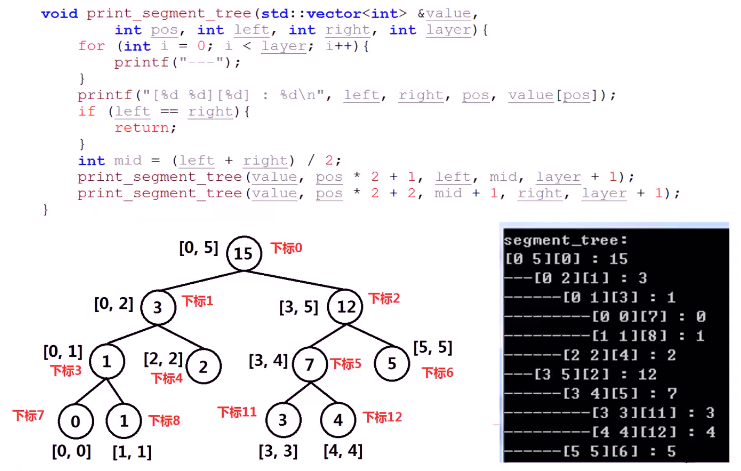 void print_segment_tree(std::vector<int> &value,
int pos, int left, int right, int layer){
for (int i = 0; i < layer; i++){
printf("---");
}
printf("[%d %d][%d] : %d\n", left, right, pos, value[pos]);
if (left == right){
return;
}
int mid = (left + right) / 2;
print_segment_tree(value, pos * 2 + 1, left, mid, layer + 1);
print_segment_tree(value, pos * 2 + 2, mid + 1, right, layer + 1);
}
[0, 5] 15 下标0
[0, 2] 3 下标1
[3, 5] 12 下标2
[0, 1] 1 下标3
[2, 2] 2 下标4
[3, 4] 7 下标5
[5, 5] 5 下标6
下标7 0 [0, 0]
1 下标8 [1, 1]
下标11 3 [3, 3]
4 下标12 [4, 4]
segment_tree:
[0 5][0] : 15
---[0 2][1] : 3
------[0 1][3] : 1
---------[0 0][7] : 0
---------[1 1][8] : 1
------[2 2][4] : 2
---[3 5][2] : 12
------[3 4][5] : 7
---------[3 3][11] : 3
---------[4 4][12] : 4
------[5 5][6] : 5